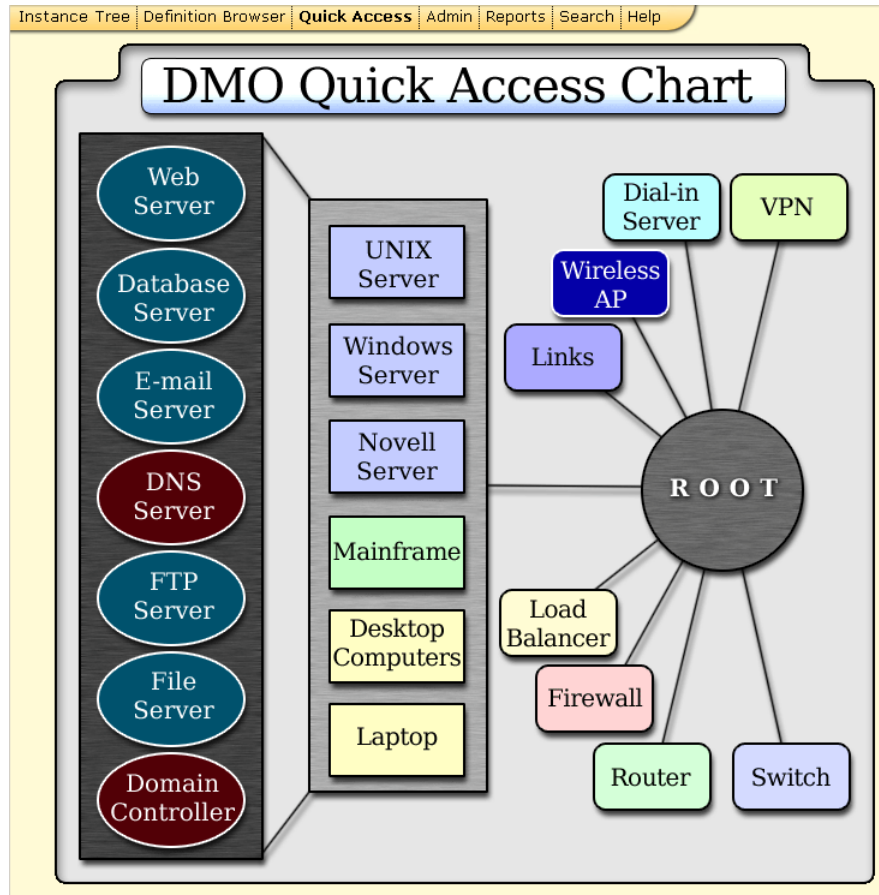 Instance Tree Definition Browser Quick Access Admin Reports Search Help
DMO Quick Access Chart
Web
Server
Database
Server
E-mail
Server
DNS
Server
FTP
Server
File
Server
Domain
Controller
UNIX
Server
Windows
Server
Novell
Server
Mainframe
Desktop
Computers
Laptop
Dial-in
Server
VPN
Wireless
AP
Links
ROOT
Load
Balancer
Firewall
Router
Switch